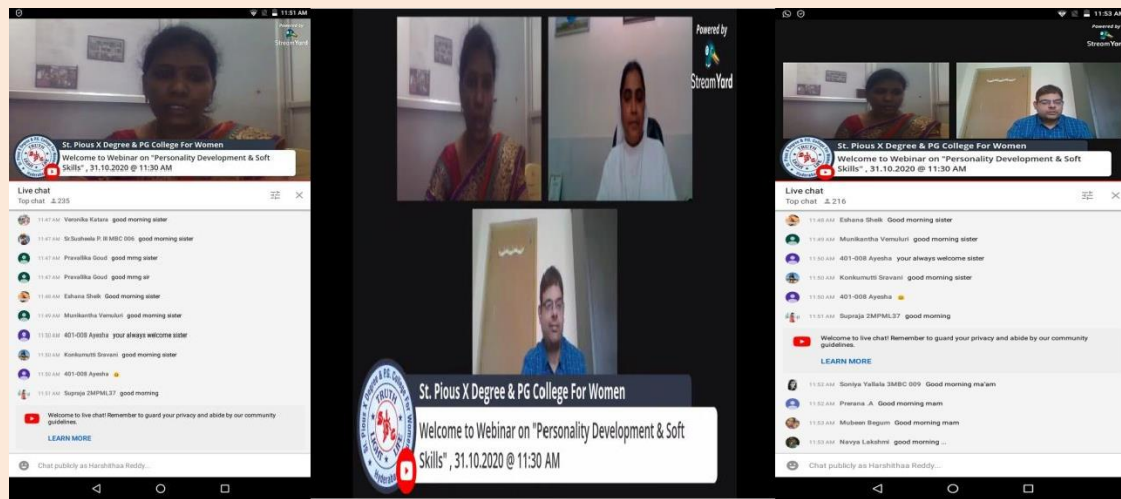 11:51 AM
Powered by
StreamYard
St. Pious X Degree & PG College For Women
Welcome to Webinar on "Personality Development & Soft
Skills" , 31.10.2020 @ 11:30 AM
Live chat
Top chat 235
11:47 AM Veronika Katara good morning sister
11:47 AM Sr.Susheela P. III MBC 006 good morning sister
11:47 AM Pravallika Goud good mrng sister
11:47 AM Pravallika Goud good mrng sir
11:48 AM Eshana Sheik Good morning sister
11:49 AM Munikantha Vemuluri good morning sister
11:50 AM 401-008 Ayesha your always welcome sister
11:50 AM Konkumutti Sravani good morning sister
11:50 AM 401-008 Ayesha
11:51 AM Supraja 2MPML37 good morning
Welcome to live chat! Remember to guard your privacy and abide by our community
guidelines.
LEARN MORE
Chat publicly as Harshithaa Reddy...
Powered by
StreamYard
St. Pious X Degree & PG College For Women
Welcome to Webinar on "Personality Development & Soft
Skills" , 31.10.2020 @ 11:30 AM
St. Pious X Degree & P.G. College For Women
TRUTH
LIGHT
LIFE
Hyderabad
11:53 AM
Powered by
StreamYard
St. Pious X Degree & PG College For Women
Welcome to Webinar on "Personality Development & Soft
Skills" , 31.10.2020 @ 11:30 AM
Live chat
Top chat 216
11:48 AM Eshana Sheik Good morning sister
11:49 AM Munikantha Vemuluri good morning sister
11:50 AM 401-008 Ayesha your always welcome sister
11:50 AM Konkumutti Sravani good morning sister
11:50 AM 401-008 Ayesha
11:51 AM Supraja 2MPML37 good morning
Welcome to live chat! Remember to guard your privacy and abide by our community
guidelines.
LEARN MORE
11:52 AM Soniya Yallala 3MBC 009 Good morning ma'am
11:52 AM Prerana .A Good morning mam
11:53 AM Mubeen Begum Good morning mam
11:53 AM Navya Lakshmi good morning ...
Chat publicly as Harshithaa Reddy...